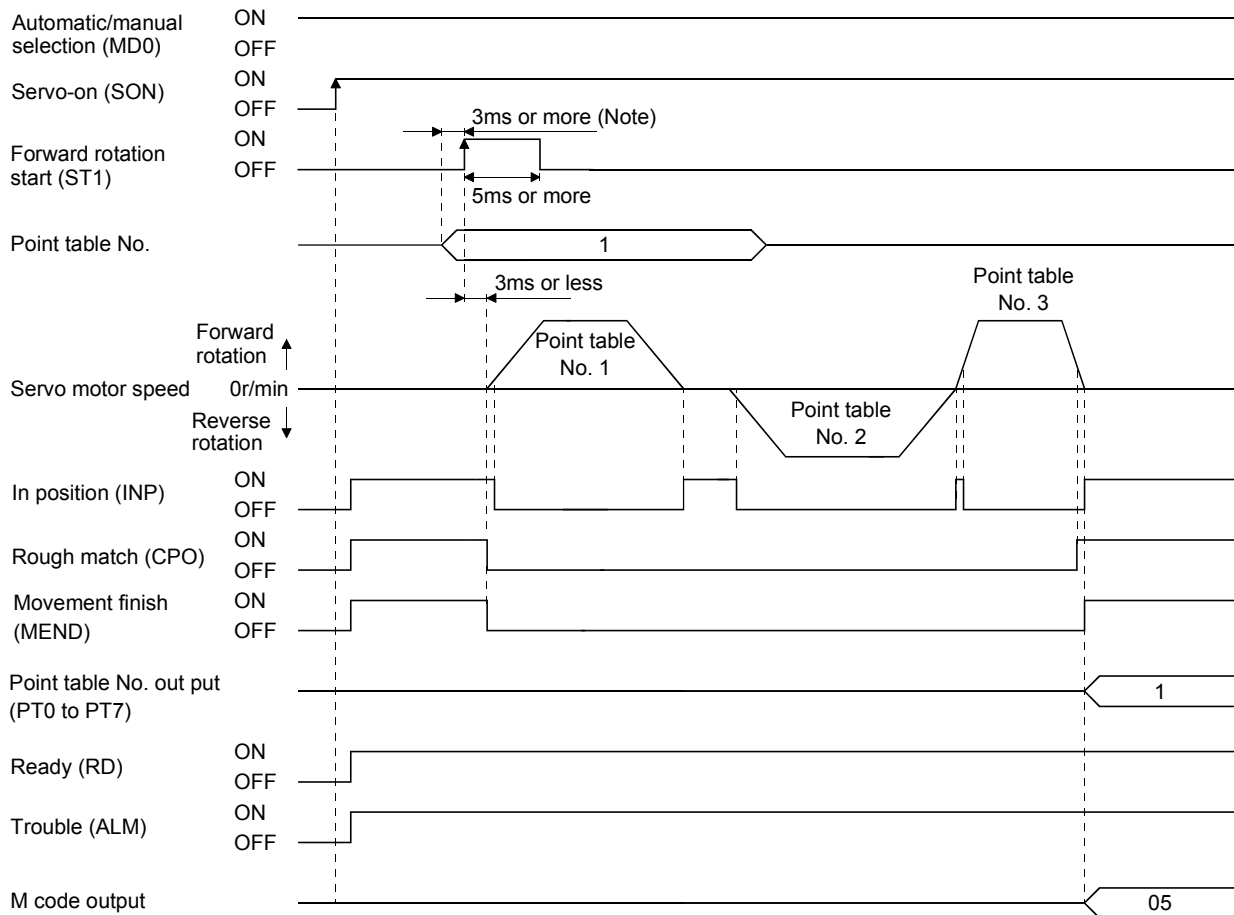 Automatic/manual
selection (MD0)
ON
OFF
Servo-on (SON)
ON
OFF
3ms or more (Note)
Forward rotation
start (ST1)
ON
OFF
5ms or more
Point table No.
1
3ms or less
Point table
No. 3
Forward
rotation
Point table
No. 1
Servo motor speed
0r/min
Reverse
rotation
Point table
No. 2
In position (INP)
ON
OFF
Rough match (CPO)
ON
OFF
Movement finish
(MEND)
ON
OFF
Point table No. out put
(PT0 to PT7)
1
Ready (RD)
ON
OFF
Trouble (ALM)
ON
OFF
M code output
05